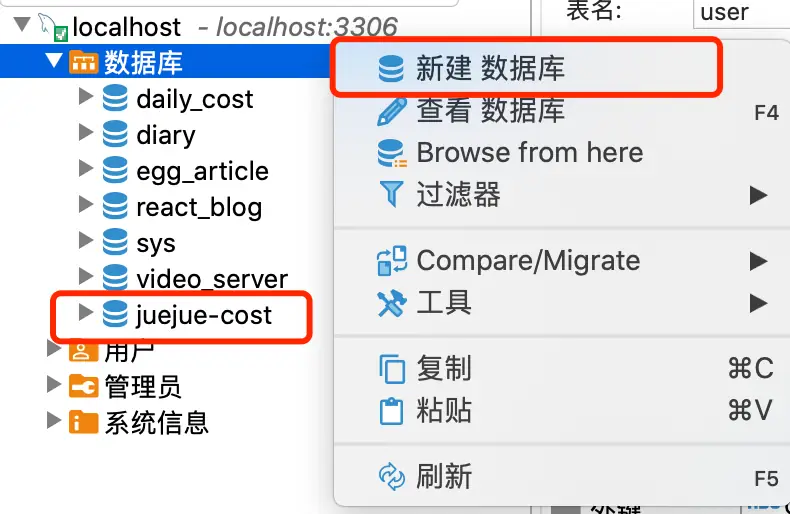 localhost - localhost:3306
数据库
daily_cost
diary
egg_article
react_blog
sys
video_server
juejue-cost
用户
管理员
系统信息
表名: user
新建 数据库
查看 数据库 F4
Browse from here
过滤器
Compare/Migrate
工具
复制 ⌘C
粘贴 ⌘V
刷新 F5